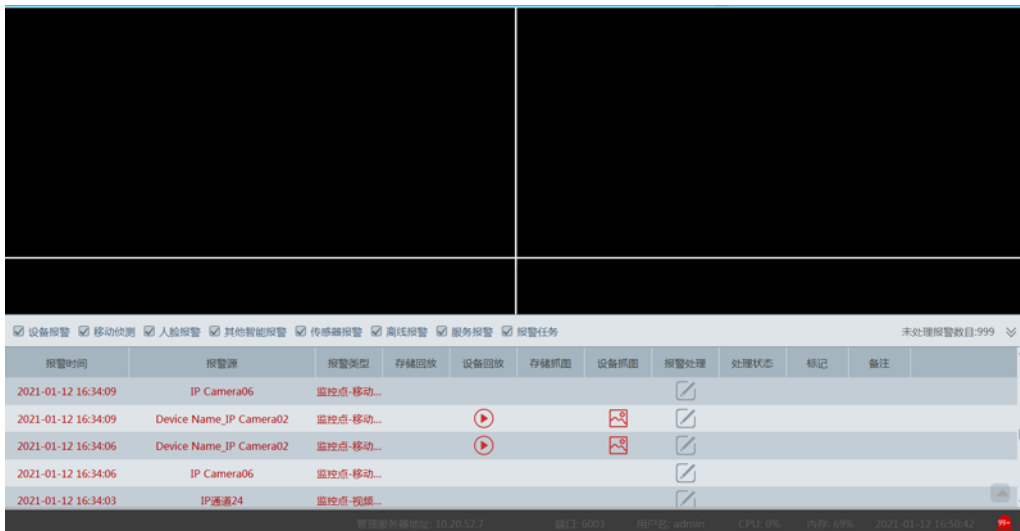 设备报警 移动侦测 人脸报警 其他智能报警 传感器报警 离线报警 服务报警 报警任务 未处理报警数目:999
报警时间 报警源 报警类型 存储回放 设备回放 存储抓图 设备抓图 报警处理 处理状态 标记 备注
2021-01-12 16:34:09 IP Camera06 监控点-移动...
2021-01-12 16:34:09 Device Name_IP Camera02 监控点-移动...
2021-01-12 16:34:06 Device Name_IP Camera02 监控点-移动...
2021-01-12 16:34:06 IP Camera06 监控点-移动...
2021-01-12 16:34:03 IP通道24 监控点-视频...
管理服务器地址: 10.20.52.7 端口: 6003 用户名: admin CPU: 0% 内存: 69% 2021-01-12 16:50:42 99+